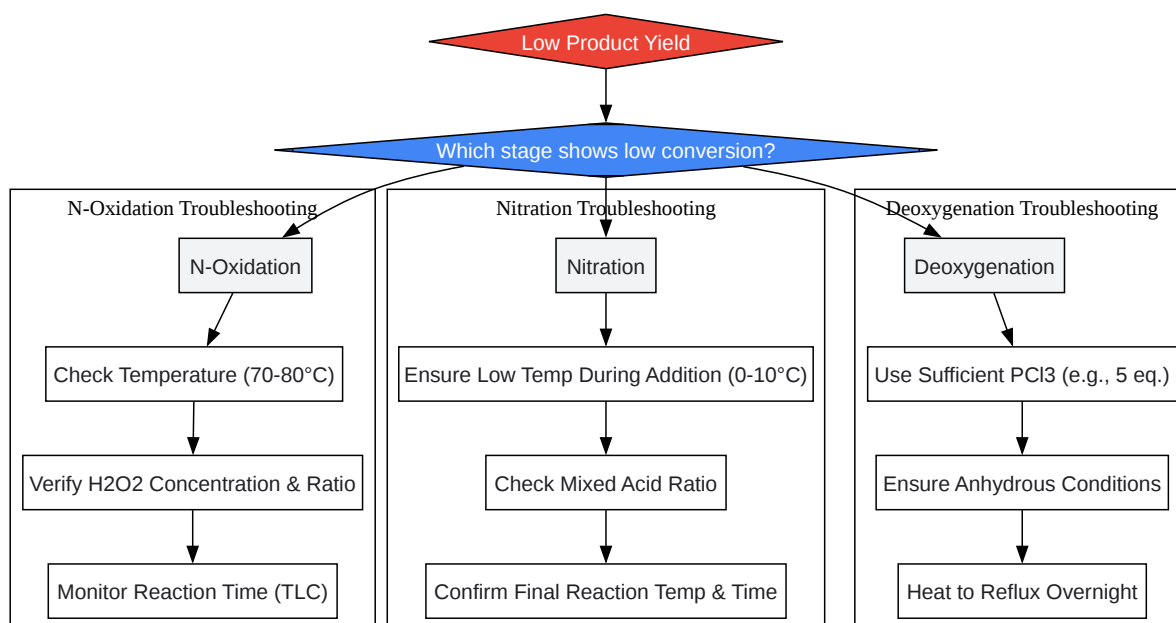 Low Product Yield
Which stage shows low conversion?
N-Oxidation Troubleshooting
Nitration Troubleshooting
Deoxygenation Troubleshooting
N-Oxidation
Nitration
Deoxygenation
Check Temperature (70-80°C)
Ensure Low Temp During Addition (0-10°C)
Use Sufficient PCl3 (e.g., 5 eq.)
Verify H2O2 Concentration & Ratio
Check Mixed Acid Ratio
Ensure Anhydrous Conditions
Monitor Reaction Time (TLC)
Confirm Final Reaction Temp & Time
Heat to Reflux Overnight